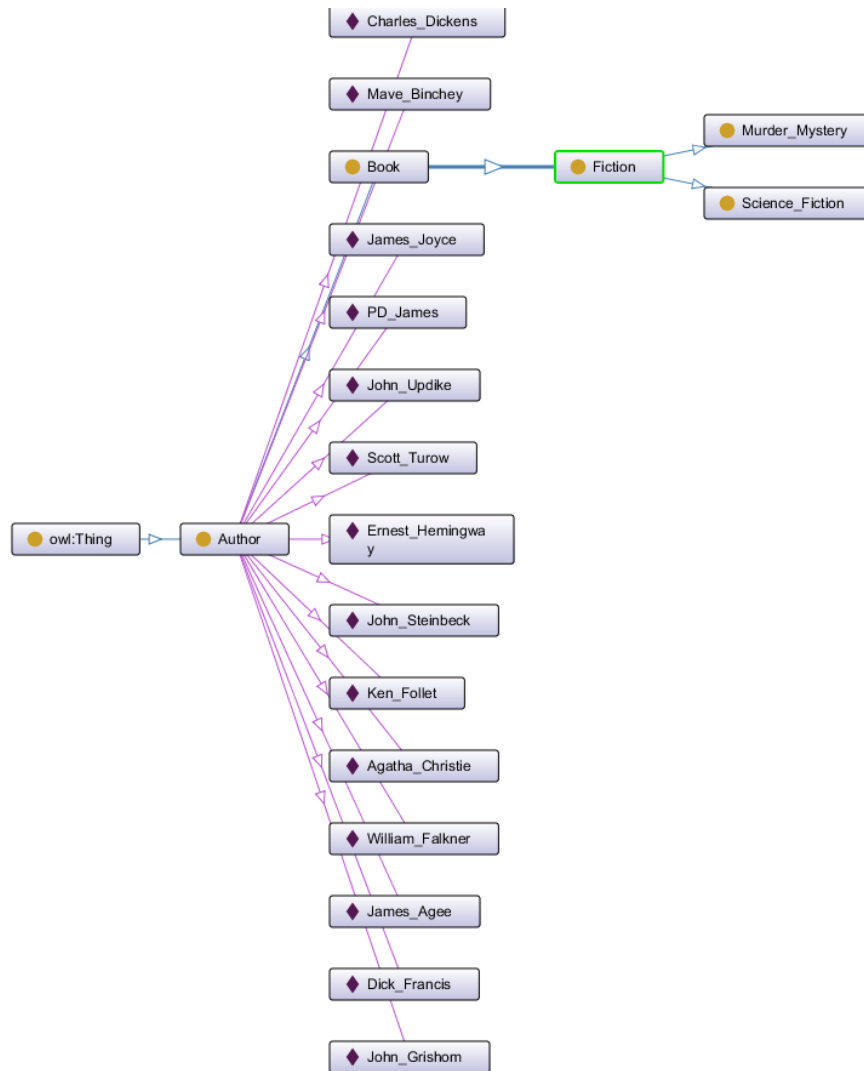 Charles_Dickens
Mave_Binchey
Book
Fiction
Murder_Mystery
Science_Fiction
James_Joyce
PD_James
John_Updike
Scott_Turow
owl:Thing
Author
Ernest_Hemingwa
y
John_Steinbeck
Ken_Follet
Agatha_Christie
William_Falkner
James_Agee
Dick_Francis
John_Grishom